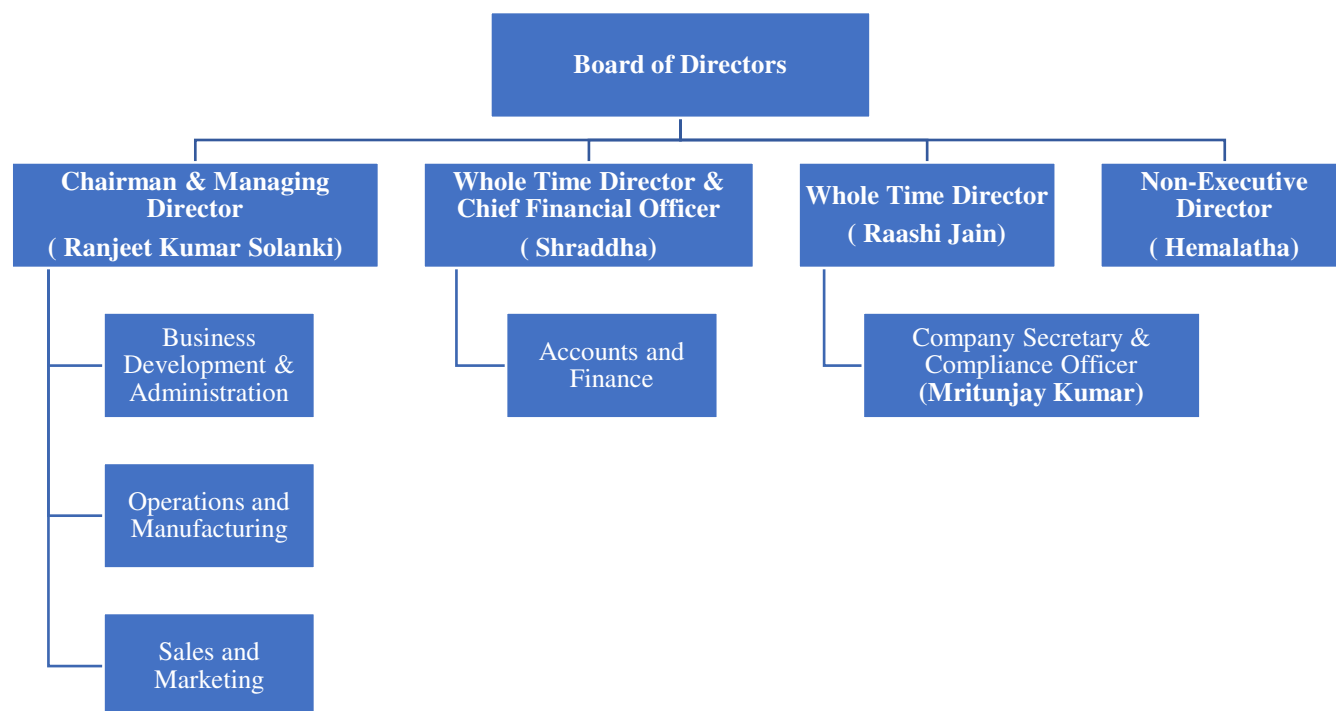 Board of Directors
Chairman & Managing
Director
( Ranjeet Kumar Solanki)
Whole Time Director &
Chief Financial Officer
( Shraddha)
Whole Time Director
( Raashi Jain)
Non-Executive
Director
( Hemalatha)
Business
Development &
Administration
Accounts and
Finance
Company Secretary &
Compliance Officer
(Mritunjay Kumar)
Operations and
Manufacturing
Sales and
Marketing